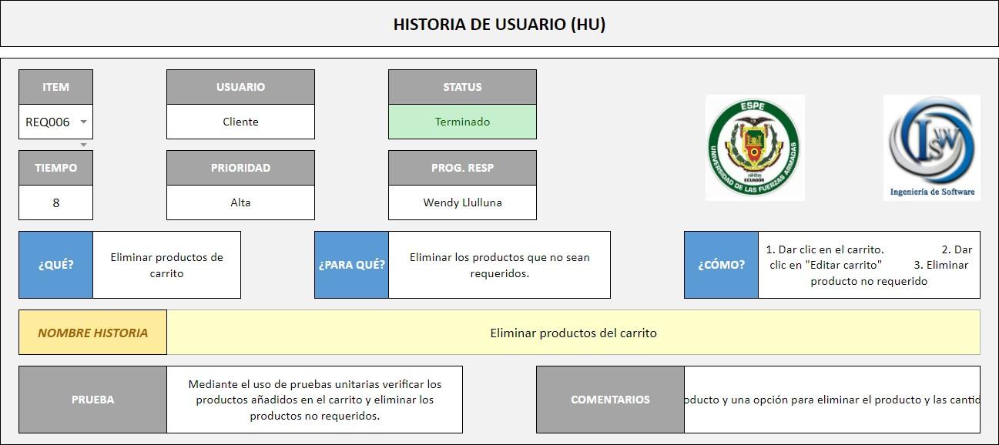 HISTORIA DE USUARIO (HU)
ITEM
USUARIO
STATUS
REQ006
Cliente
Terminado
TIEMPO
PRIORIDAD
PROG. RESP
8
Alta
Wendy Llulluna
ESPE
UNIVERSIDAD DE LAS FUERZAS ARMADAS
ECUADOR
ISW
Ingeniería de Software
¿QUÉ?
Eliminar productos de
carrito
¿PARA QUÉ?
Eliminar los productos que no sean
requeridos.
¿CÓMO?
1. Dar clic en el carrito. 2. Dar
clic en "Editar carrito" 3. Eliminar
producto no requerido
NOMBRE HISTORIA
Eliminar productos del carrito
PRUEBA
Mediante el uso de pruebas unitarias verificar los
productos añadidos en el carrito y eliminar los
productos no requeridos.
COMENTARIOS
oducto y una opción para eliminar el producto y las cantid